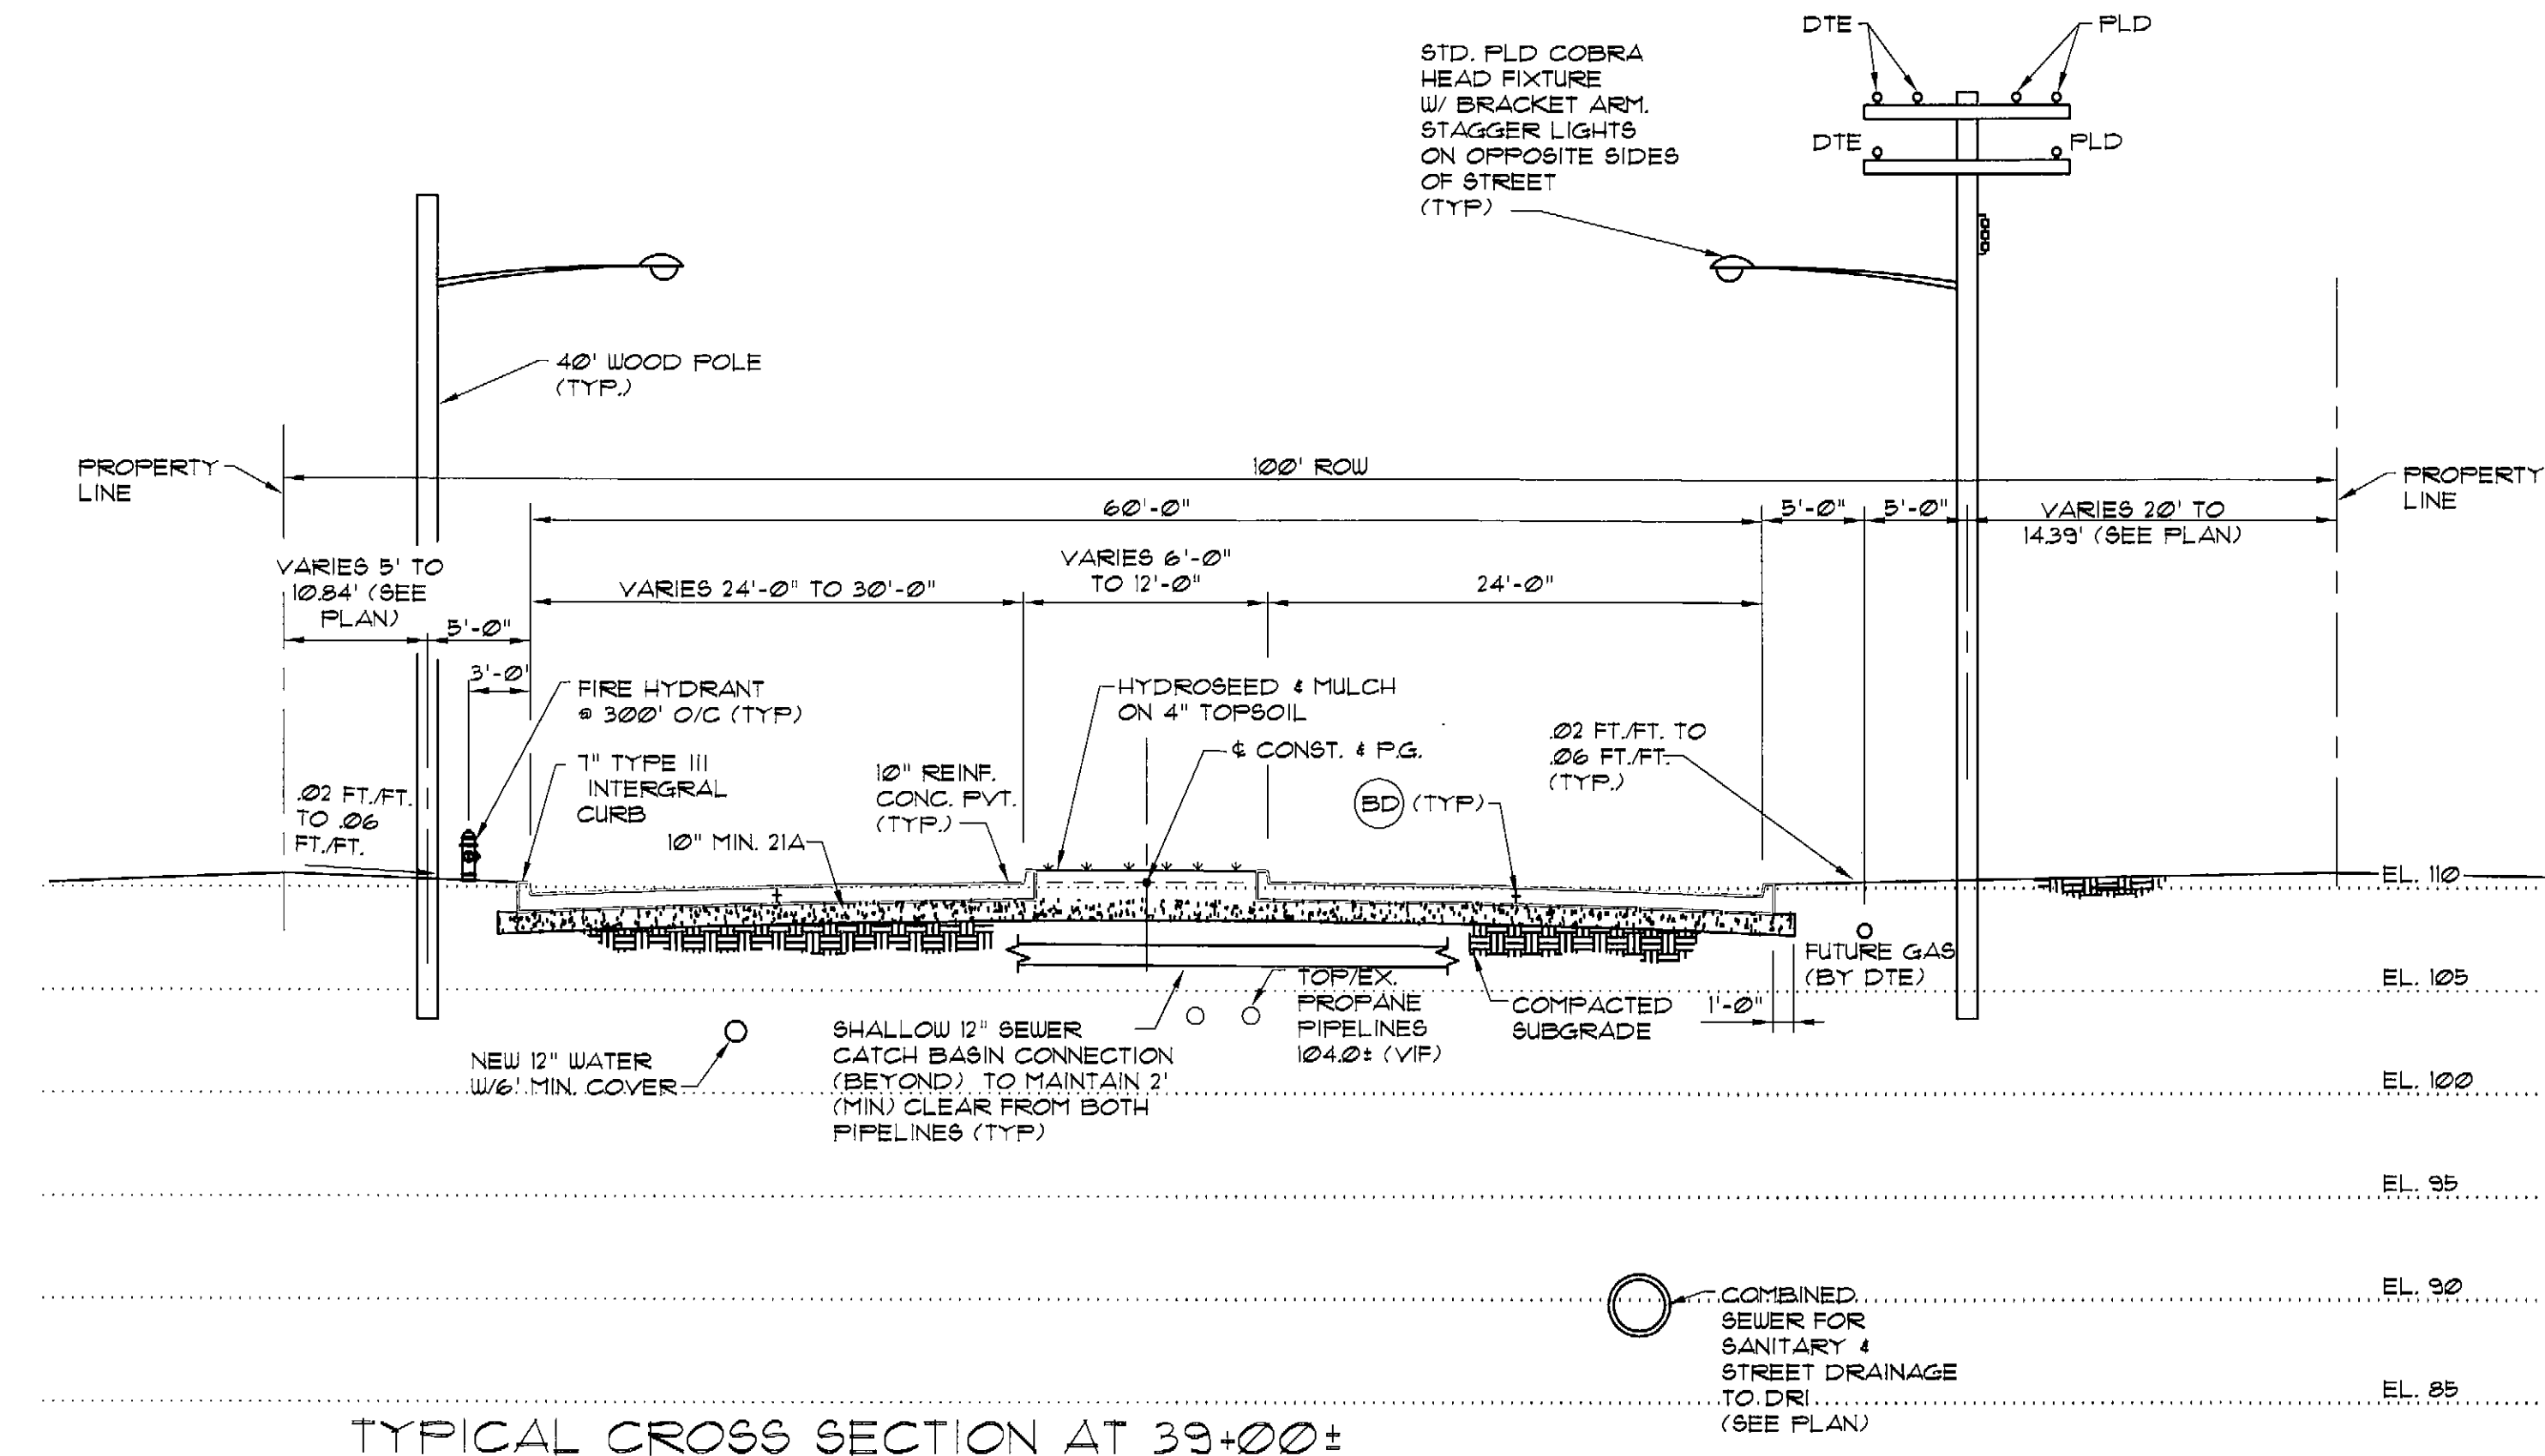 DTE
PLD
STD. PLD COBRA
HEAD FIXTURE
W/ BRACKET ARM.
STAGGER LIGHTS
ON OPPOSITE SIDES
OF STREET
(TYP)
DTE
PLD
40' WOOD POLE
(TYP.)
PROPERTY
LINE
100' ROW
PROPERTY
LINE
60'-0"
5'-0"
5'-0"
VARIES 20' TO
14.39' (SEE PLAN)
VARIES 5' TO
10.84' (SEE
PLAN)
VARIES 24'-0" TO 30'-0"
VARIES 6'-0"
TO 12'-0"
24'-0"
5'-0"
3'-0'
FIRE HYDRANT
@ 300' O/C (TYP)
HYDROSEED & MULCH
ON 4" TOPSOIL
℄ CONST. & P.G.
7" TYPE III
INTERGRAL
CURB
10" REINF.
CONC. PVT.
(TYP.)
BD (TYP)
.02 FT./FT. TO
.06 FT./FT.
(TYP.)
.02 FT./FT.
TO .06
FT./FT.
10" MIN. 21A
EL. 110
FUTURE GAS
(BY DTE)
EL. 105
TOP/EX.
PROPANE
PIPELINES
104.0± (VIF)
COMPACTED
SUBGRADE
1'-0"
NEW 12" WATER
W/6' MIN. COVER
SHALLOW 12" SEWER
CATCH BASIN CONNECTION
(BEYOND) TO MAINTAIN 2'
(MIN) CLEAR FROM BOTH
PIPELINES (TYP)
EL. 100
EL. 95
EL. 90
COMBINED
SEWER FOR
SANITARY &
STREET DRAINAGE
TO DRI
(SEE PLAN)
EL. 85
TYPICAL CROSS SECTION AT 39+00±